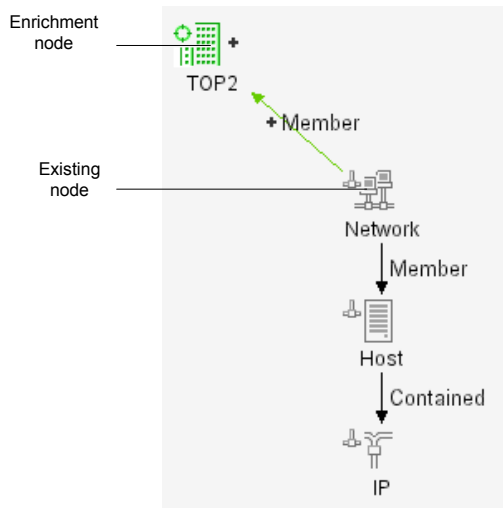 Enrichment
node
+
TOP2
+ Member
Existing
node
Network
Member
Host
Contained
IP